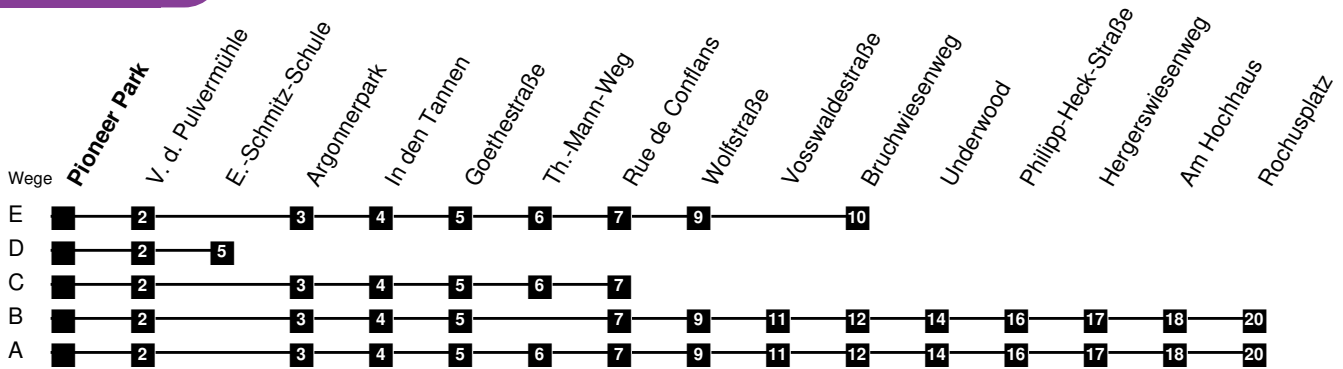 Wege Pioneer Park V. d. Pulvermühle E.-Schmitz-Schule Argonnerpark In den Tannen Goethestraße Th.-Mann-Weg Rue de Conflans Wolfstraße Vosswaldestraße Bruchwiesenweg Underwood Philipp-Heck-Straße Hergerswiesenweg Am Hochhaus Rochusplatz
E 2 3 4 5 6 7 9 10
D 2 5
C 2 3 4 5 6 7
B 2 3 4 5 7 9 11 12 14 16 17 18 20
A 2 3 4 5 6 7 9 11 12 14 16 17 18 20